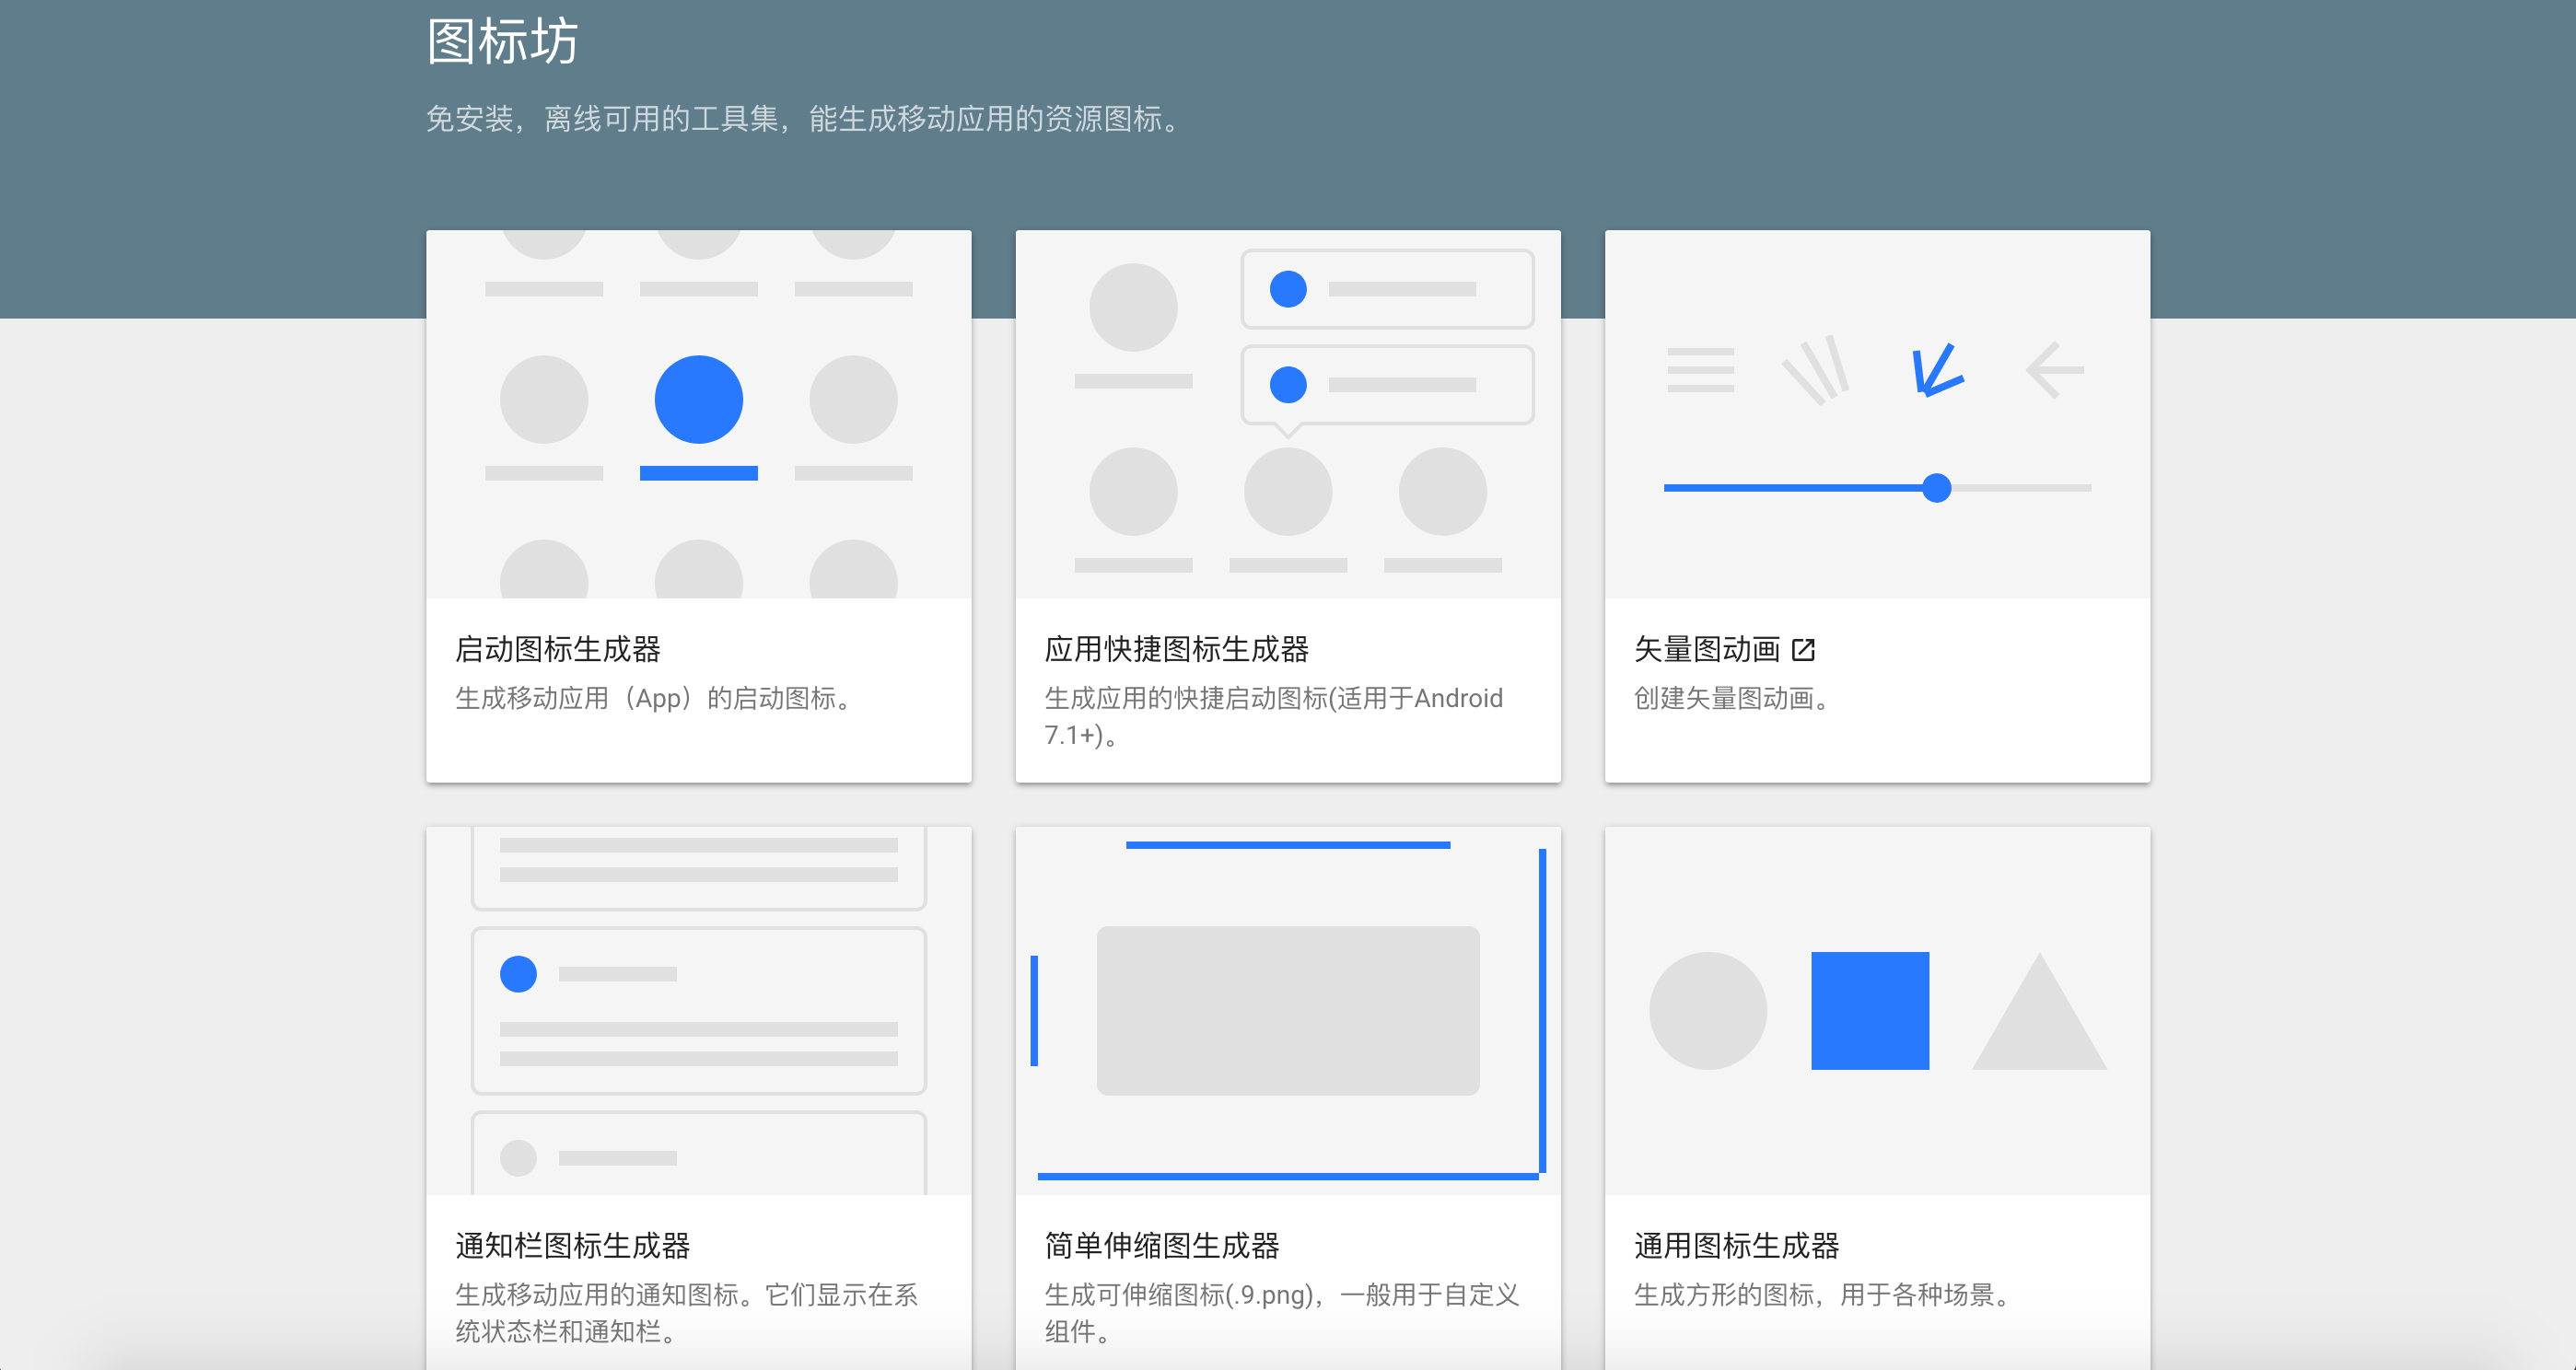 图标坊
免安装，离线可用的工具集，能生成移动应用的资源图标。
启动图标生成器
生成移动应用（App）的启动图标。
应用快捷图标生成器
生成应用的快捷启动图标(适用于Android
7.1+)。
矢量图动画
创建矢量图动画。
通知栏图标生成器
生成移动应用的通知图标。它们显示在系
统状态栏和通知栏。
简单伸缩图生成器
生成可伸缩图标(.9.png)，一般用于自定义
组件。
通用图标生成器
生成方形的图标，用于各种场景。